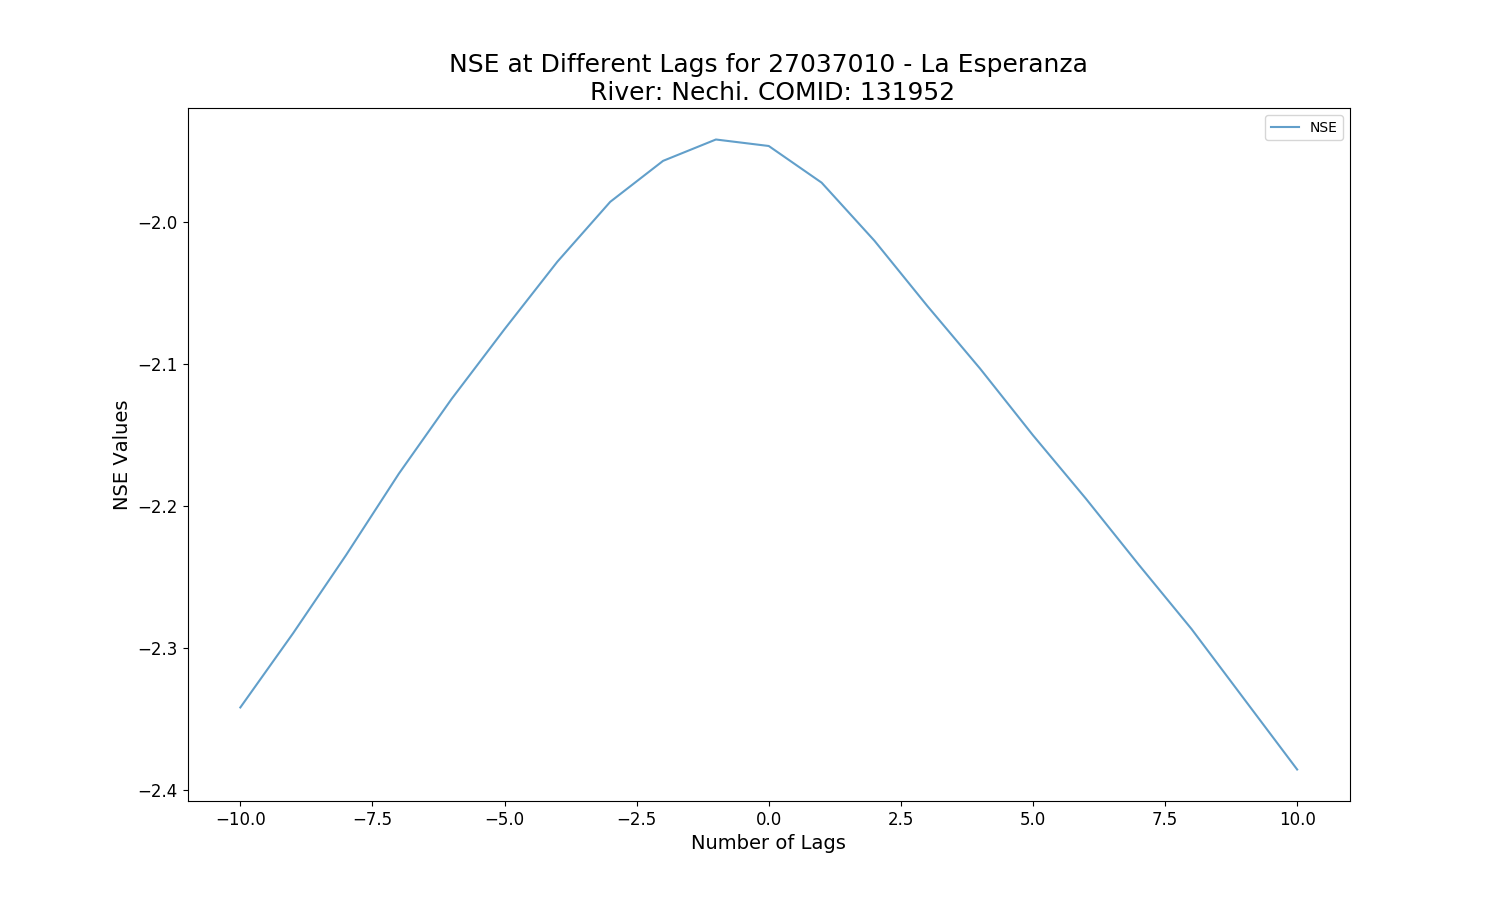 NSE at Different Lags for 27037010 - La Esperanza
River: Nechi. COMID: 131952
NSE
NSE Values
−2.0
−2.1
−2.2
−2.3
−2.4
−10.0 −7.5 −5.0 −2.5 0.0 2.5 5.0 7.5 10.0
Number of Lags